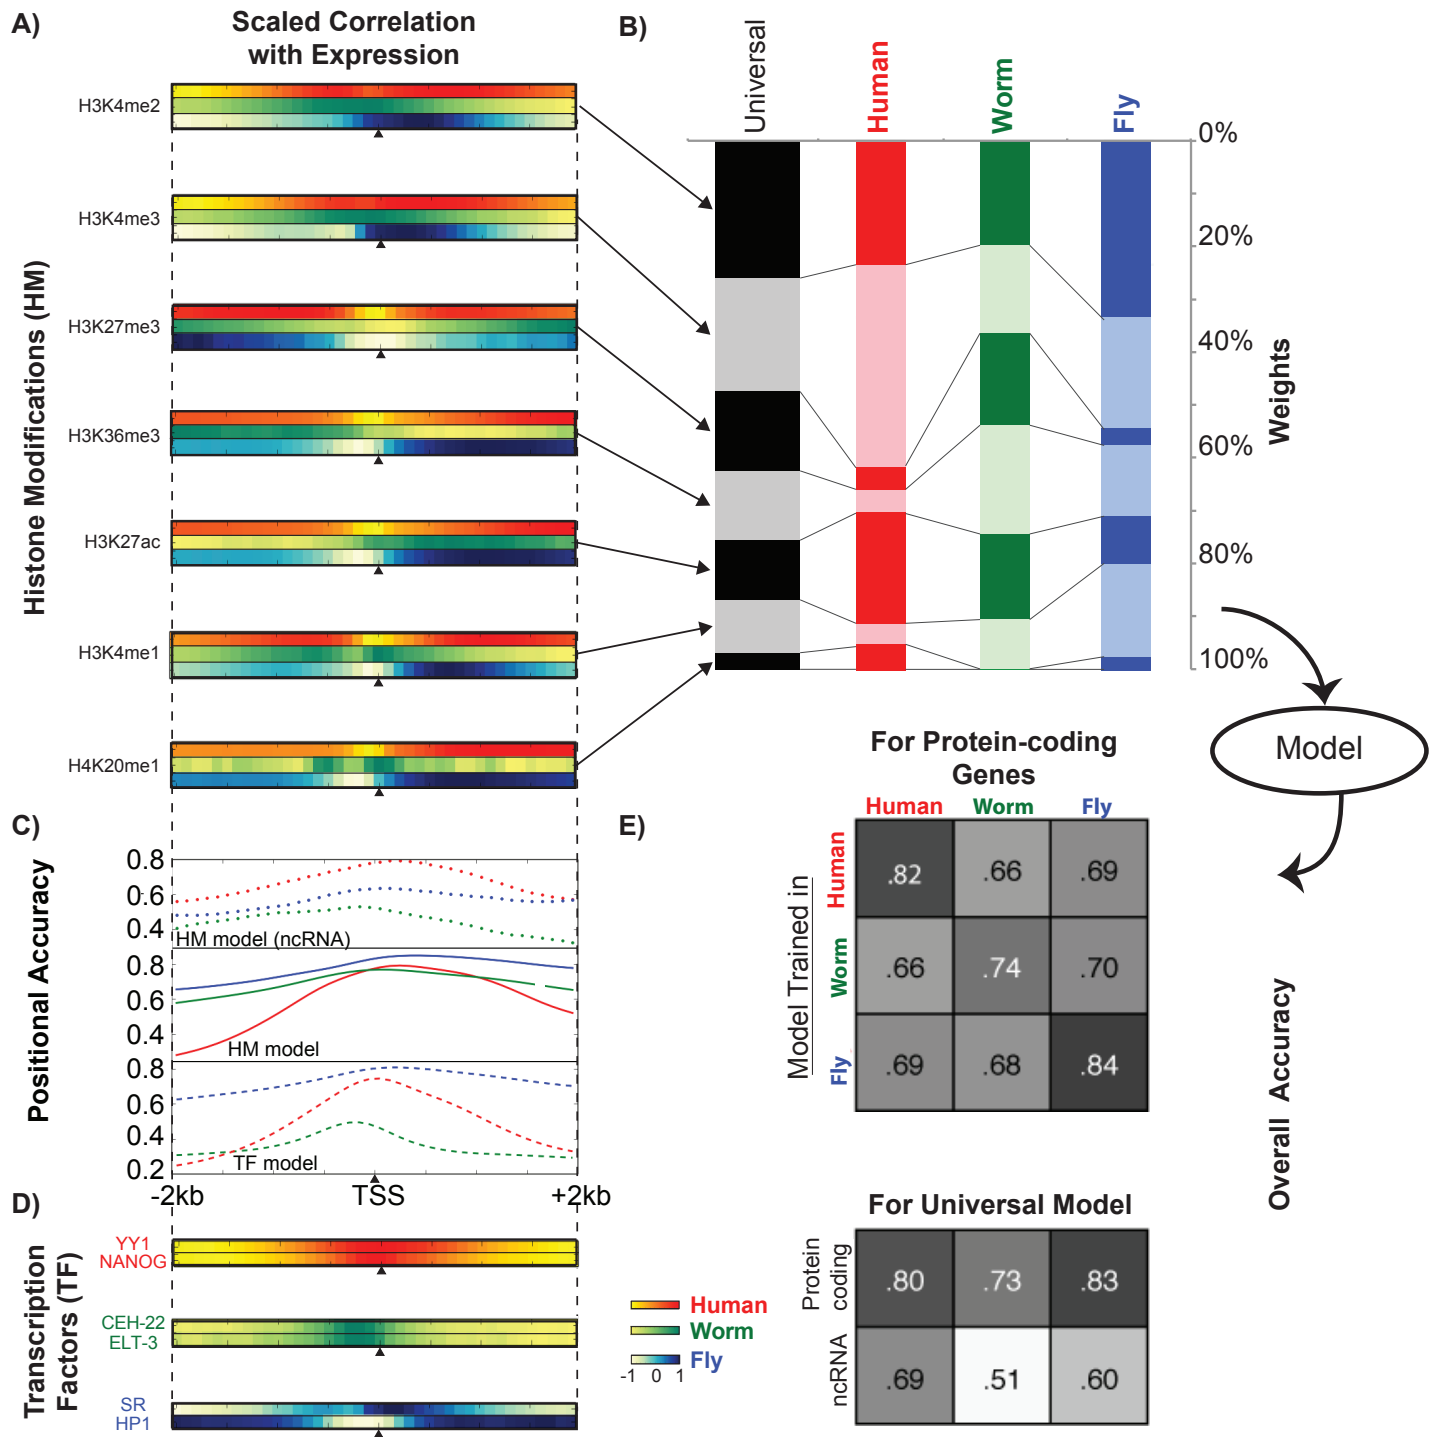 A)
Scaled Correlation
with Expression
Histone Modifications (HM)
H3K4me2
H3K4me3
H3K27me3
H3K36me3
H3K27ac
H3K4me1
H4K20me1
B)
Universal
Human
Worm
Fly
0%
20%
40%
60%
80%
100%
Weights
Model
C)
Positional Accuracy
0.8
0.6
0.4
HM model (ncRNA)
0.8
0.6
0.4
HM model
0.8
0.6
0.4
0.2
TF model
-2kb
TSS
+2kb
D)
Transcription
Factors (TF)
YY1
NANOG
CEH-22
ELT-3
SR
HP1
Human
Worm
Fly
-1 0 1
E)
For Protein-coding
Genes
Human Worm Fly
Model Trained in
Human
.82 .66 .69
Worm
.66 .74 .70
Fly
.69 .68 .84
Overall Accuracy
For Universal Model
Protein
coding
.80 .73 .83
ncRNA
.69 .51 .60